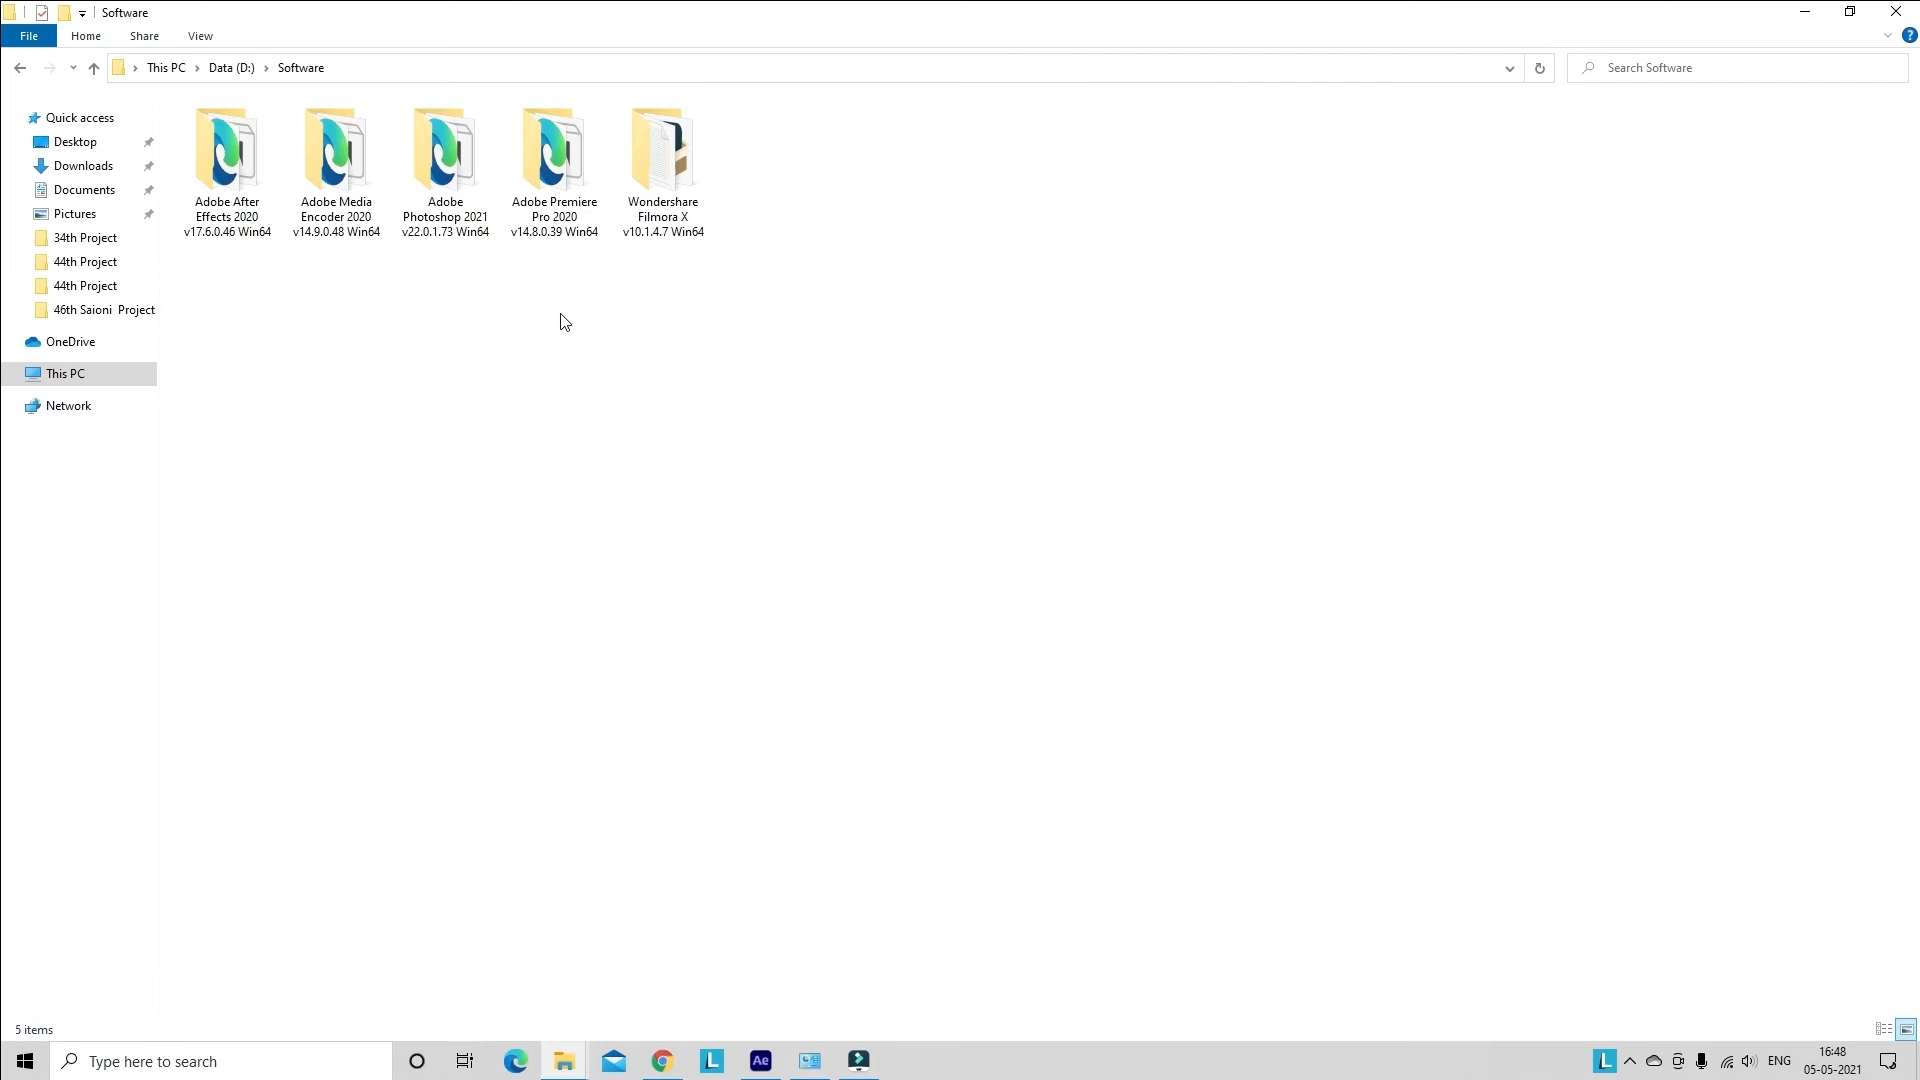 Software
File
Home
Share
View
This PC
Data (D:)
Software
Search Software
Quick access
Desktop
Downloads
Documents
Pictures
34th Project
44th Project
44th Project
46th Saioni  Project
OneDrive
This PC
Network
Adobe After
Effects 2020
v17.6.0.46 Win64
Adobe Media
Encoder 2020
v14.9.0.48 Win64
Adobe
Photoshop 2021
v22.0.1.73 Win64
Adobe Premiere
Pro 2020
v14.8.0.39 Win64
Wondershare
Filmora X
v10.1.4.7 Win64
5 items
Type here to search
L
Ae
L
ENG
16:48
05-05-2021